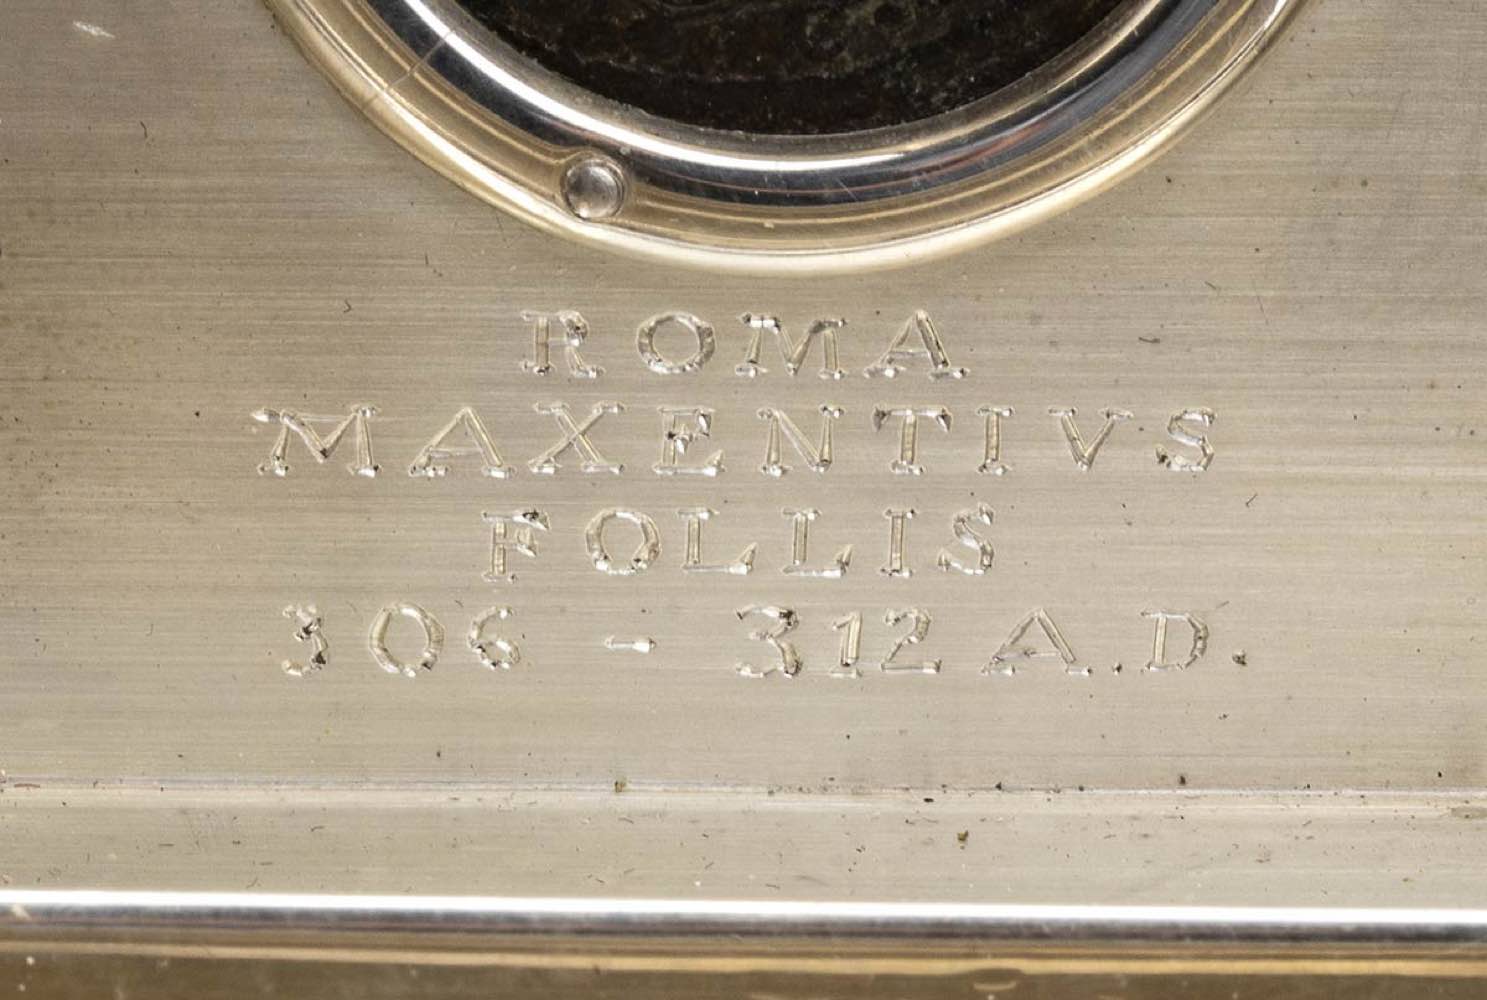 ROMA
MAXENTIVS
FOLLIS
306 - 312 A.D.